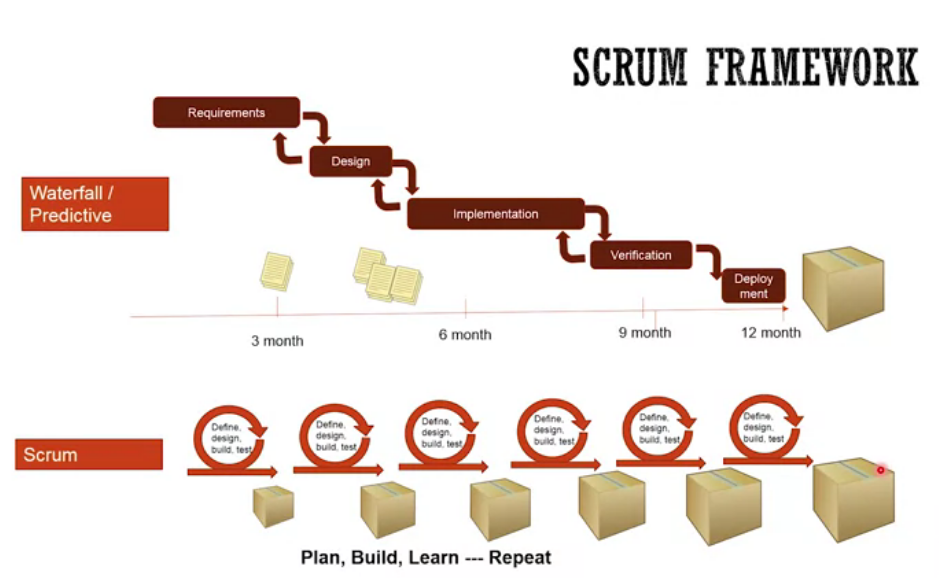 SCRUM FRAMEWORK
Requirements
Design
Waterfall /
Predictive
Implementation
Verification
Deploy
ment
3 month
6 month
9 month
12 month
Define,
design,
build, test
Define,
design,
build, test
Define,
design,
build, test
Define,
design,
build, test
Define,
design,
build, test
Define,
design,
build, test
Scrum
Plan, Build, Learn --- Repeat